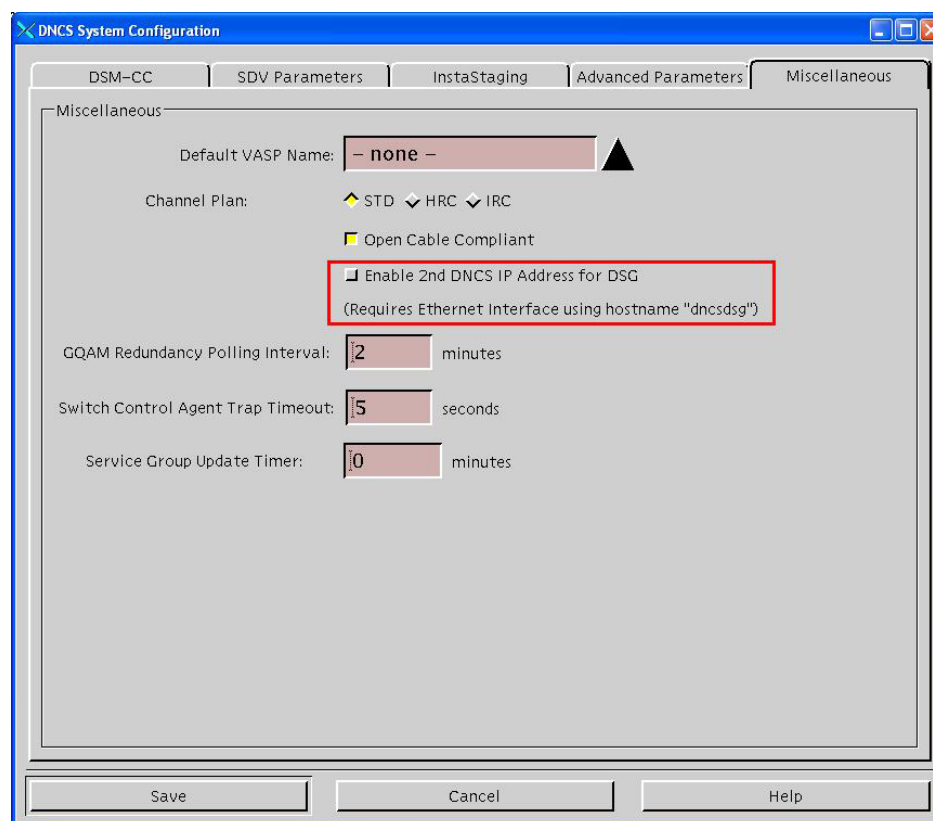 DNCS System Configuration
DSM-CC SDV Parameters InstaStaging Advanced Parameters Miscellaneous
Miscellaneous
Default VASP Name: – none –
Channel Plan: STD HRC IRC
Open Cable Compliant
Enable 2nd DNCS IP Address for DSG
(Requires Ethernet Interface using hostname "dncsdsg")
GQAM Redundancy Polling Interval: 2 minutes
Switch Control Agent Trap Timeout: 5 seconds
Service Group Update Timer: 0 minutes
Save Cancel Help